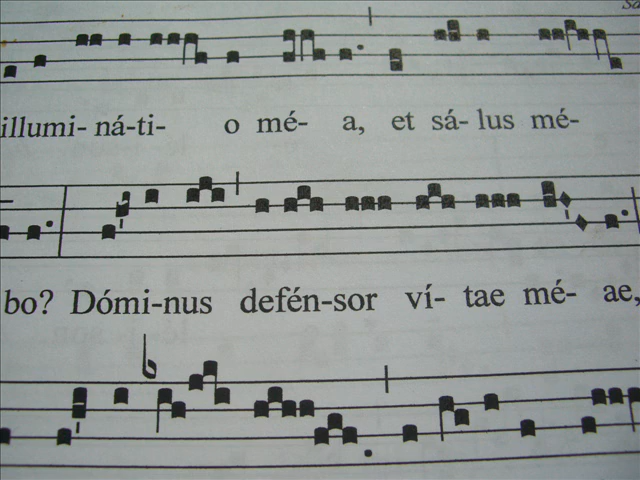 illumi- ná-ti- o mé- a, et sá- lus mé-
bo? Dómi-nus defén-sor ví- tae mé- ae,